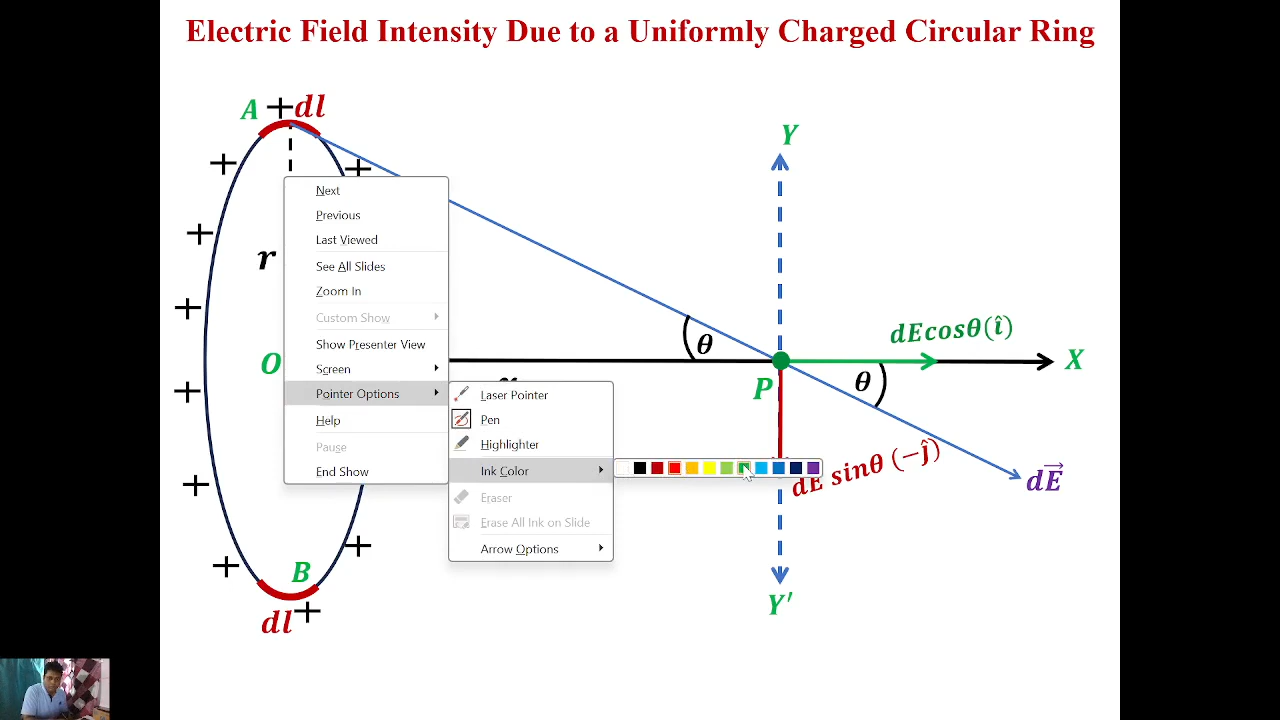 Electric Field Intensity Due to a Uniformly Charged Circular Ring
A + dl
Y
r
O
θ
P
dEcosθ(î)
X
θ
dE sinθ (−ĵ)
dE⃗
Y'
B
dl +
Next
Previous
Last Viewed
See All Slides
Zoom In
Custom Show
Show Presenter View
Screen
Pointer Options
Help
Pause
End Show
Laser Pointer
Pen
Highlighter
Ink Color
Eraser
Erase All Ink on Slide
Arrow Options